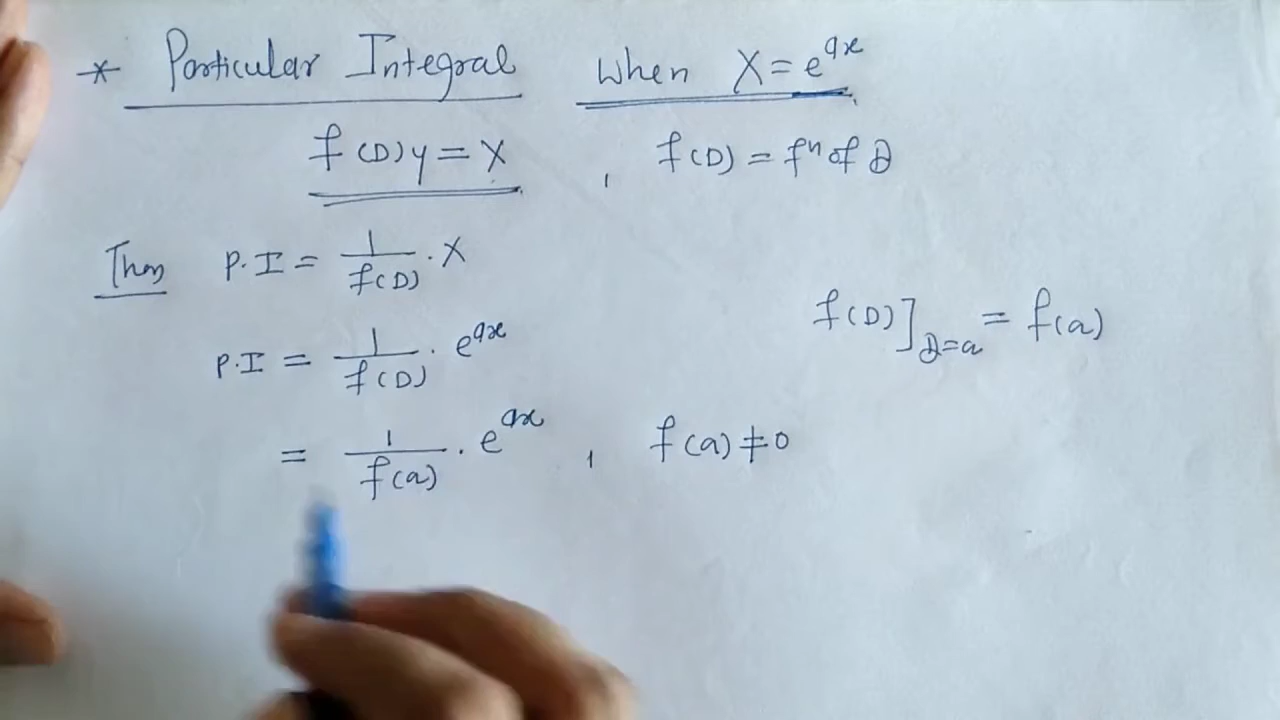 * Particular Integral when X = e^{ax}
f(D)y = X , f(D) = f^n of D
Then P.I = 1/f(D) . X
f(D)]_{D=a} = f(a)
P.I = 1/f(D) . e^{ax}
= 1/f(a) . e^{ax} , f(a) ≠ 0